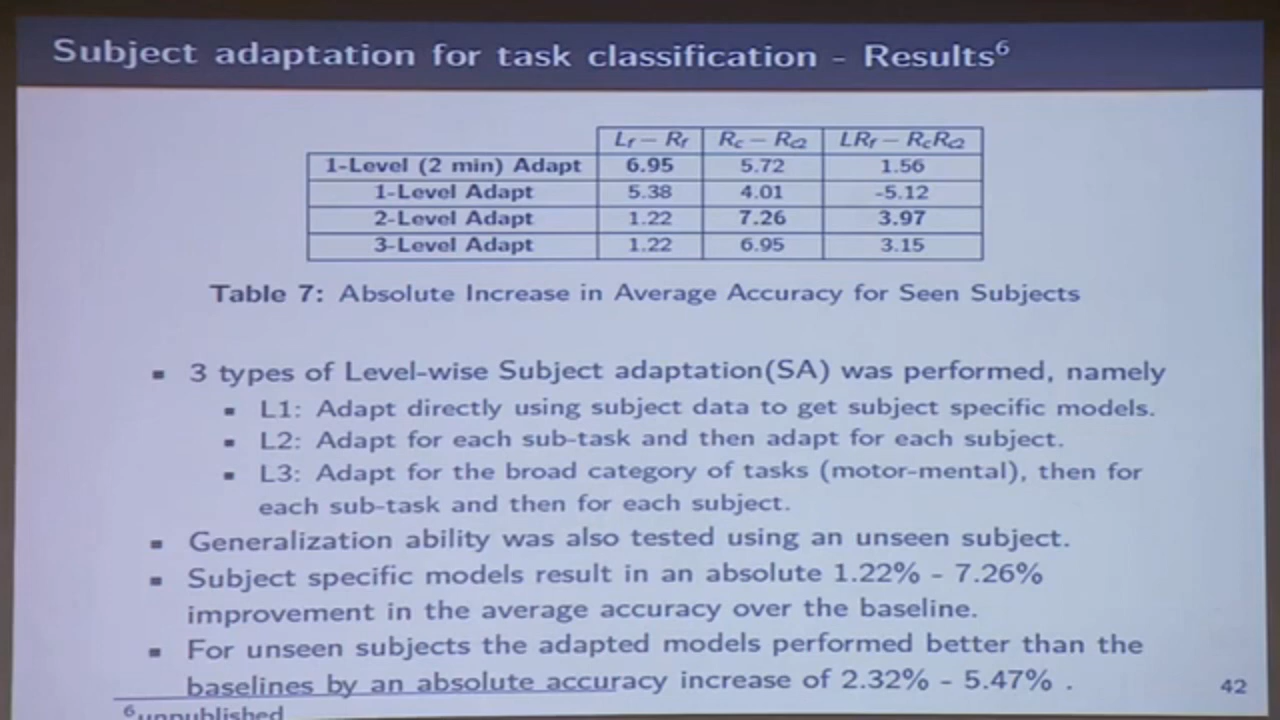 Subject adaptation for task classification - Results⁶
L_f − R_f R_c − R_c2 LR_f − R_cR_c2
1-Level (2 min) Adapt 6.95 5.72 1.56
1-Level Adapt 5.38 4.01 -5.12
2-Level Adapt 1.22 7.26 3.97
3-Level Adapt 1.22 6.95 3.15
Table 7: Absolute Increase in Average Accuracy for Seen Subjects
▪ 3 types of Level-wise Subject adaptation(SA) was performed, namely
▪ L1: Adapt directly using subject data to get subject specific models.
▪ L2: Adapt for each sub-task and then adapt for each subject.
▪ L3: Adapt for the broad category of tasks (motor-mental), then for
each sub-task and then for each subject.
▪ Generalization ability was also tested using an unseen subject.
▪ Subject specific models result in an absolute 1.22% - 7.26%
improvement in the average accuracy over the baseline.
▪ For unseen subjects the adapted models performed better than the
baselines by an absolute accuracy increase of 2.32% - 5.47% .
42
⁶unpublished